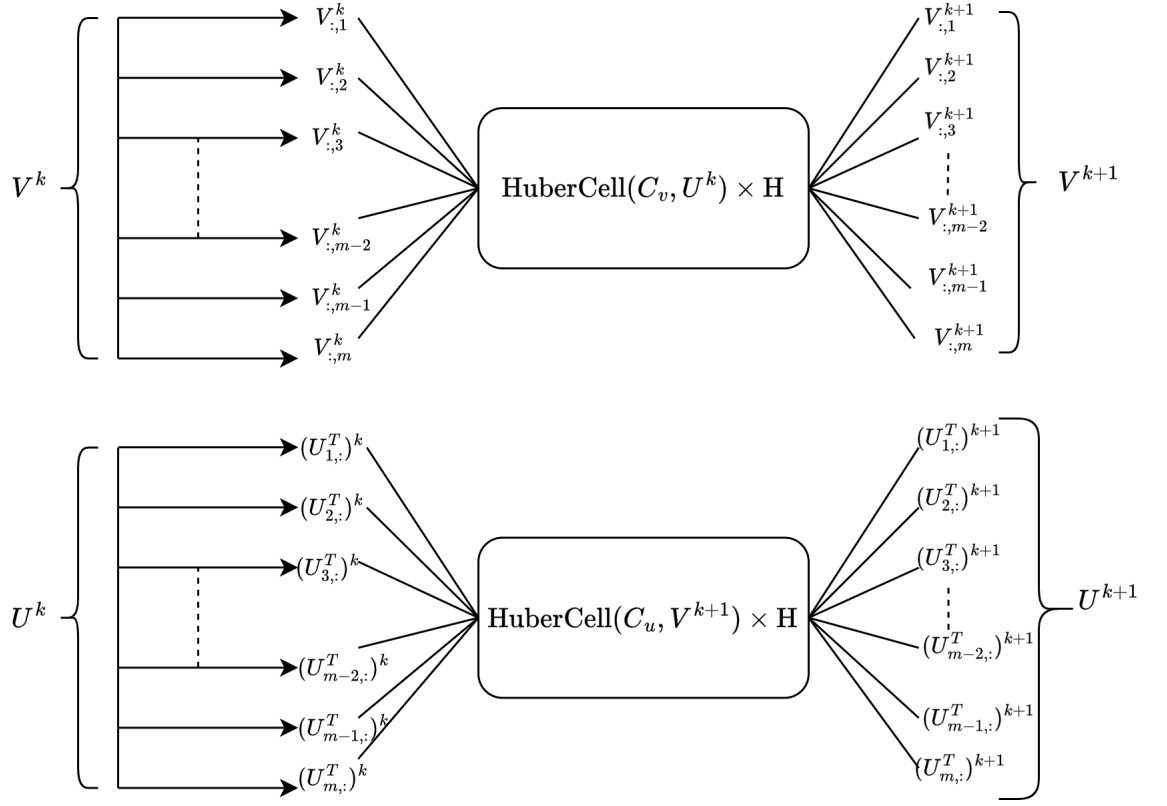 V^k
V^k_{:,1}
V^k_{:,2}
V^k_{:,3}
V^k_{:,m−2}
V^k_{:,m−1}
V^k_{:,m}
HuberCell(C_v, U^k) × H
V^{k+1}_{:,1}
V^{k+1}_{:,2}
V^{k+1}_{:,3}
V^{k+1}_{:,m−2}
V^{k+1}_{:,m−1}
V^{k+1}_{:,m}
V^{k+1}
U^k
(U^T_{1,:})^k
(U^T_{2,:})^k
(U^T_{3,:})^k
(U^T_{m−2,:})^k
(U^T_{m−1,:})^k
(U^T_{m,:})^k
HuberCell(C_u, V^{k+1}) × H
(U^T_{1,:})^{k+1}
(U^T_{2,:})^{k+1}
(U^T_{3,:})^{k+1}
(U^T_{m−2,:})^{k+1}
(U^T_{m−1,:})^{k+1}
(U^T_{m,:})^{k+1}
U^{k+1}